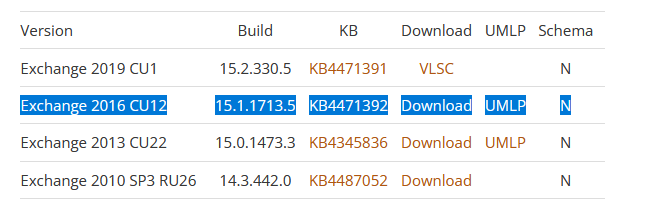 Version Build KB Download UMLP Schema
Exchange 2019 CU1 15.2.330.5 KB4471391 VLSC N
Exchange 2016 CU12 15.1.1713.5 KB4471392 Download UMLP N
Exchange 2013 CU22 15.0.1473.3 KB4345836 Download UMLP N
Exchange 2010 SP3 RU26 14.3.442.0 KB4487052 Download N